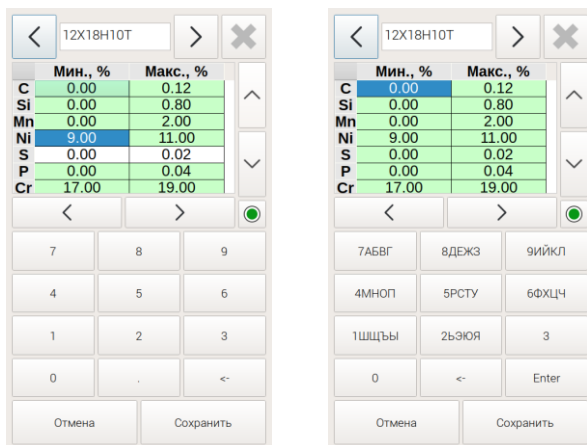 12Х18Н10Т
Мин., % Макс., %
C 0.00 0.12
Si 0.00 0.80
Mn 0.00 2.00
Ni 9.00 11.00
S 0.00 0.02
P 0.00 0.04
Cr 17.00 19.00
7 8 9
4 5 6
1 2 3
0 . <-
Отмена Сохранить
12Х18Н10Т
Мин., % Макс., %
C 0.00 0.12
Si 0.00 0.80
Mn 0.00 2.00
Ni 9.00 11.00
S 0.00 0.02
P 0.00 0.04
Cr 17.00 19.00
7АБВГ 8ДЕЖЗ 9ИЙКЛ
4МНОП 5РСТУ 6ФХЦЧ
1ШЩЪЫ 2ЬЭЮЯ 3
0 <- Enter
Отмена Сохранить